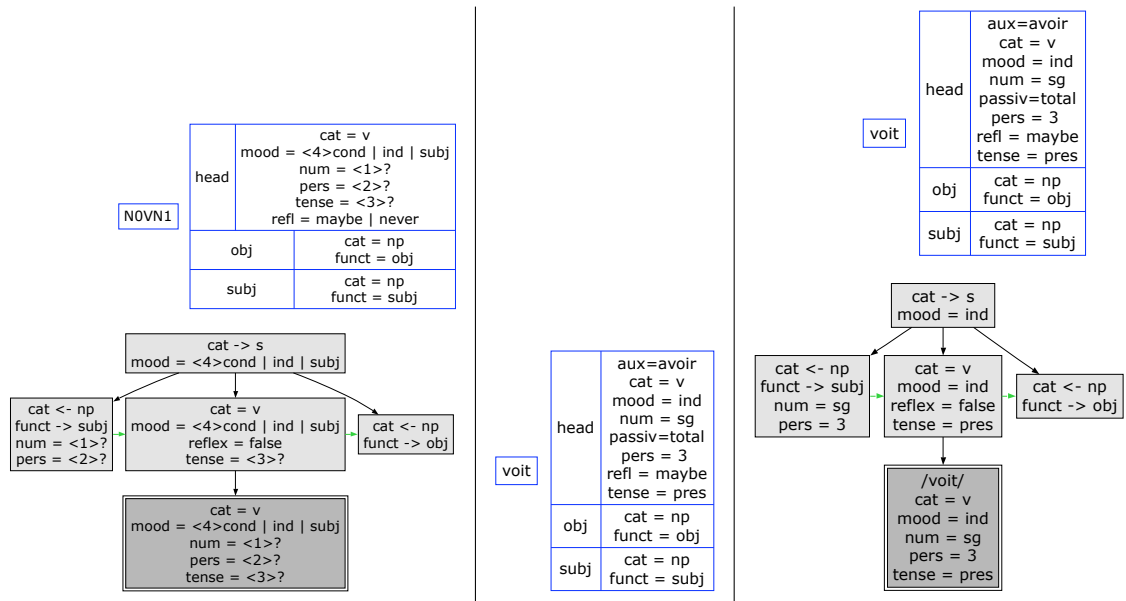 N0VN1
head
cat = v
mood = <4>cond | ind | subj
num = <1>?
pers = <2>?
tense = <3>?
refl = maybe | never
obj
cat = np
funct = obj
subj
cat = np
funct = subj
cat -> s
mood = <4>cond | ind | subj
cat <- np
funct -> subj
num = <1>?
pers = <2>?
cat = v
mood = <4>cond | ind | subj
reflex = false
tense = <3>?
cat <- np
funct -> obj
cat = v
mood = <4>cond | ind | subj
num = <1>?
pers = <2>?
tense = <3>?
voit
head
aux=avoir
cat = v
mood = ind
num = sg
passiv=total
pers = 3
refl = maybe
tense = pres
obj
cat = np
funct = obj
subj
cat = np
funct = subj
voit
head
aux=avoir
cat = v
mood = ind
num = sg
passiv=total
pers = 3
refl = maybe
tense = pres
obj
cat = np
funct = obj
subj
cat = np
funct = subj
cat -> s
mood = ind
cat <- np
funct -> subj
num = sg
pers = 3
cat = v
mood = ind
reflex = false
tense = pres
cat <- np
funct -> obj
/voit/
cat = v
mood = ind
num = sg
pers = 3
tense = pres